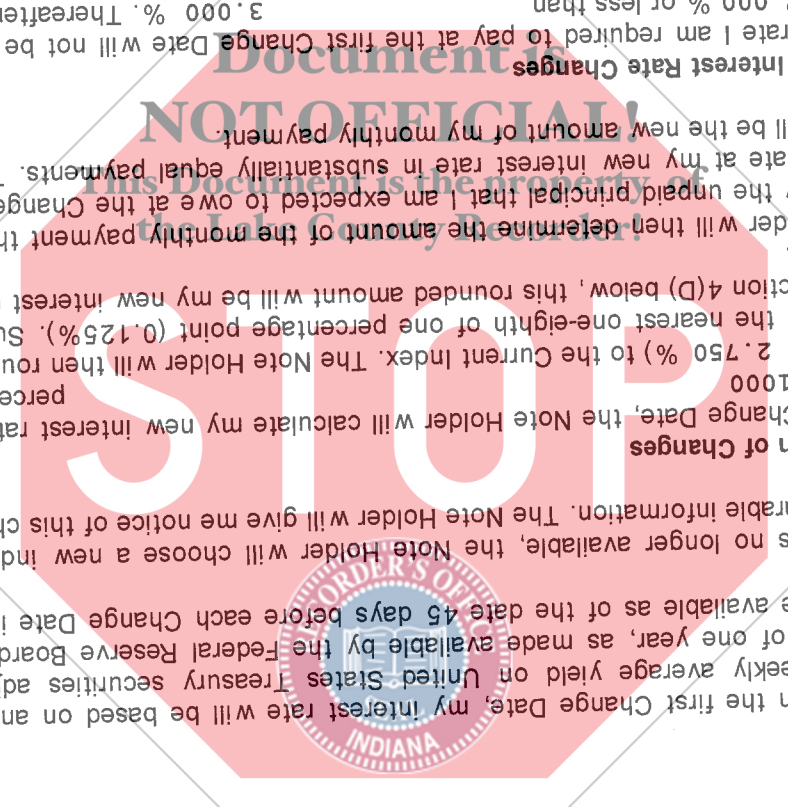 n the first Change Date, my interest rate will be based on an
eekly average yield on United States Treasury securities adj
of one year, as made available by the Federal Reserve Board
e available as of the date 45 days before each Change Date i
s no longer available, the Note Holder will choose a new ind
arable information. The Note Holder will give me notice of this ch
n of Changes
Change Date, the Note Holder will calculate my new interest rat
1000 perce
2.750 %) to the Current Index. The Note Holder will then rou
the nearest one-eighth of one percentage point (0.125%). Su
ction 4(D) below, this rounded amount will be my new interest
der will then determine the amount of the monthly payment th
the unpaid principal that I am expected to owe at the Change
ate at my new interest rate in substantially equal payments.
ll be the new amount of my monthly payment.
Interest Rate Changes
rate I am required to pay at the first Change Date will not be
000 % or less than 3.000 %. Thereafter
Document is
NOT OFFICIAL!
This Document is the property of
the Lake County Recorder!
STOP
RECORDER'S OFFICE
INDIANA